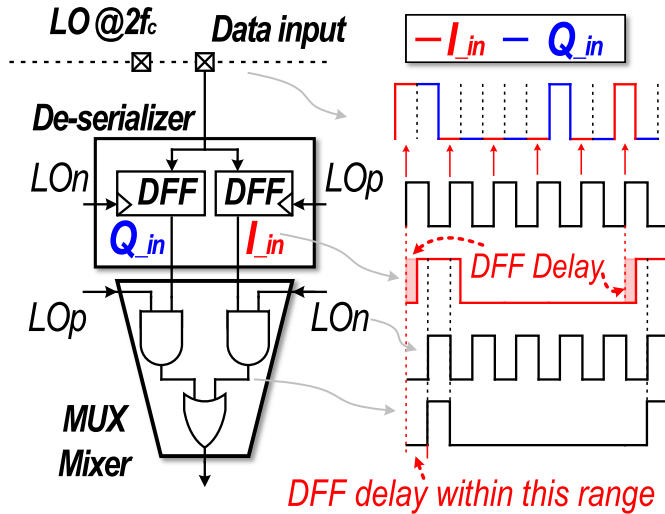 LO @2fc
Data input
I_in
Q_in
De-serializer
LOn
DFF
DFF
LOp
Q_in
I_in
DFF Delay
LOp
LOn
MUX
Mixer
DFF delay within this range